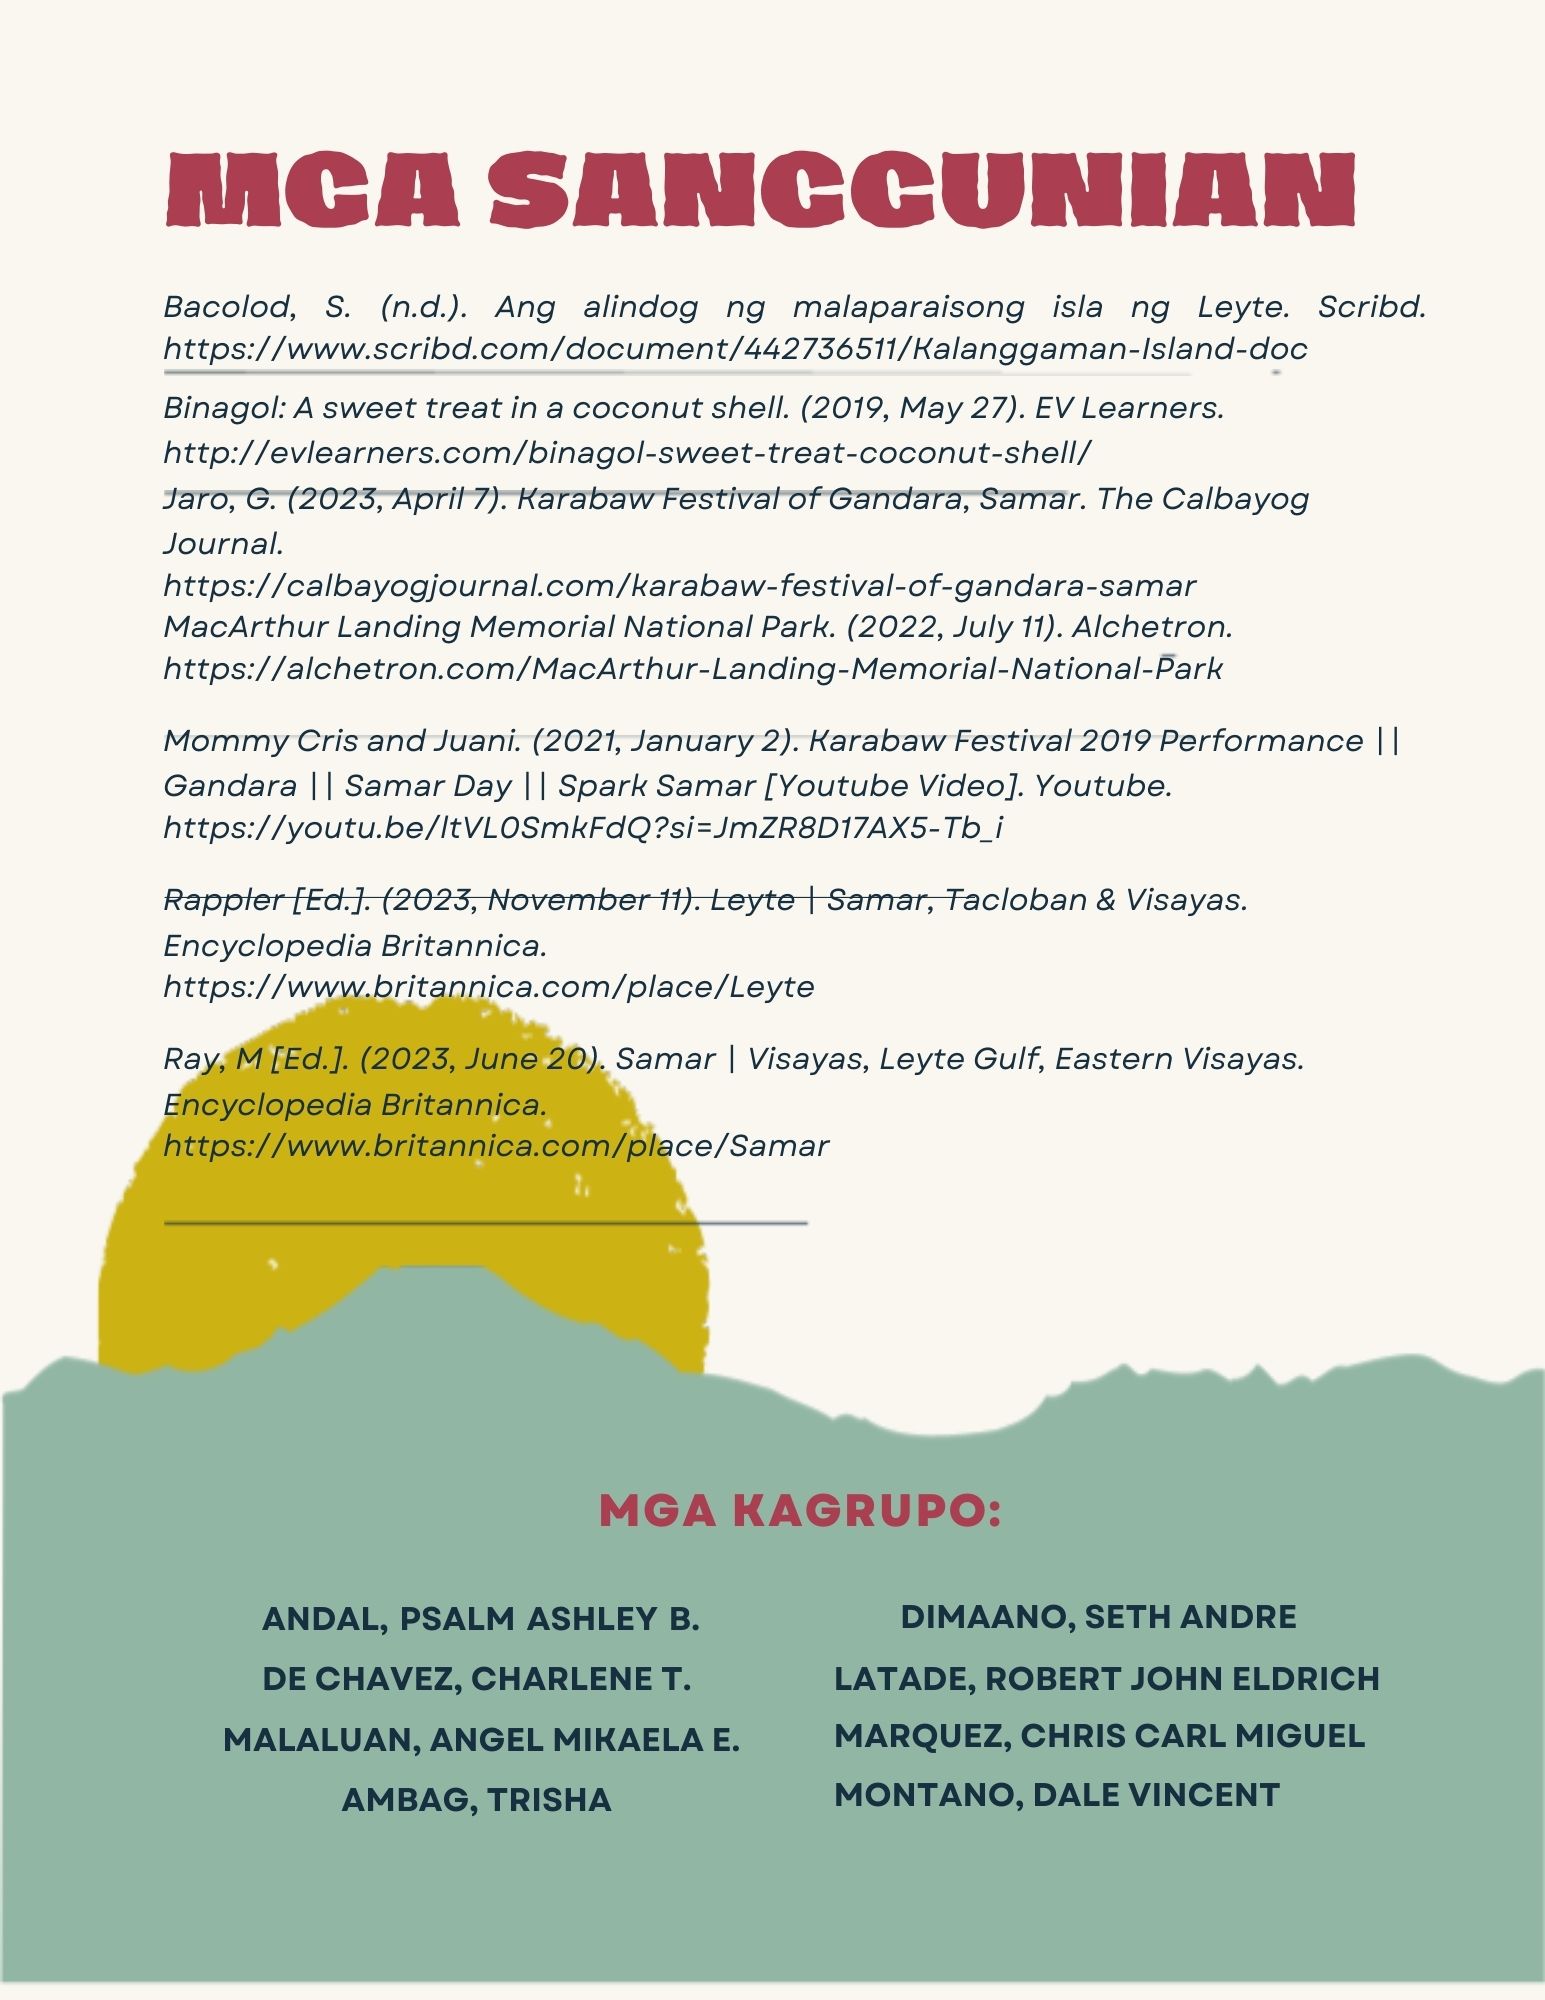 MGA SANGGUNIAN
Bacolod, S. (n.d.). Ang alindog ng malaparaisong isla ng Leyte. Scribd.
https://www.scribd.com/document/442736511/Kalanggaman-Island-doc
Binagol: A sweet treat in a coconut shell. (2019, May 27). EV Learners.
http://evlearners.com/binagol-sweet-treat-coconut-shell/
Jaro, G. (2023, April 7). Karabaw Festival of Gandara, Samar. The Calbayog
Journal.
https://calbayogjournal.com/karabaw-festival-of-gandara-samar
MacArthur Landing Memorial National Park. (2022, July 11). Alchetron.
https://alchetron.com/MacArthur-Landing-Memorial-National-Park
Mommy Cris and Juani. (2021, January 2). Karabaw Festival 2019 Performance ||
Gandara || Samar Day || Spark Samar [Youtube Video]. Youtube.
https://youtu.be/ltVL0SmkFdQ?si=JmZR8D17AX5-Tb_i
Rappler [Ed.]. (2023, November 11). Leyte | Samar, Tacloban & Visayas.
Encyclopedia Britannica.
https://www.britannica.com/place/Leyte
Ray, M [Ed.]. (2023, June 20). Samar | Visayas, Leyte Gulf, Eastern Visayas.
Encyclopedia Britannica.
https://www.britannica.com/place/Samar
MGA KAGRUPO:
ANDAL, PSALM ASHLEY B.
DE CHAVEZ, CHARLENE T.
MALALUAN, ANGEL MIKAELA E.
AMBAG, TRISHA
DIMAANO, SETH ANDRE
LATADE, ROBERT JOHN ELDRICH
MARQUEZ, CHRIS CARL MIGUEL
MONTANO, DALE VINCENT